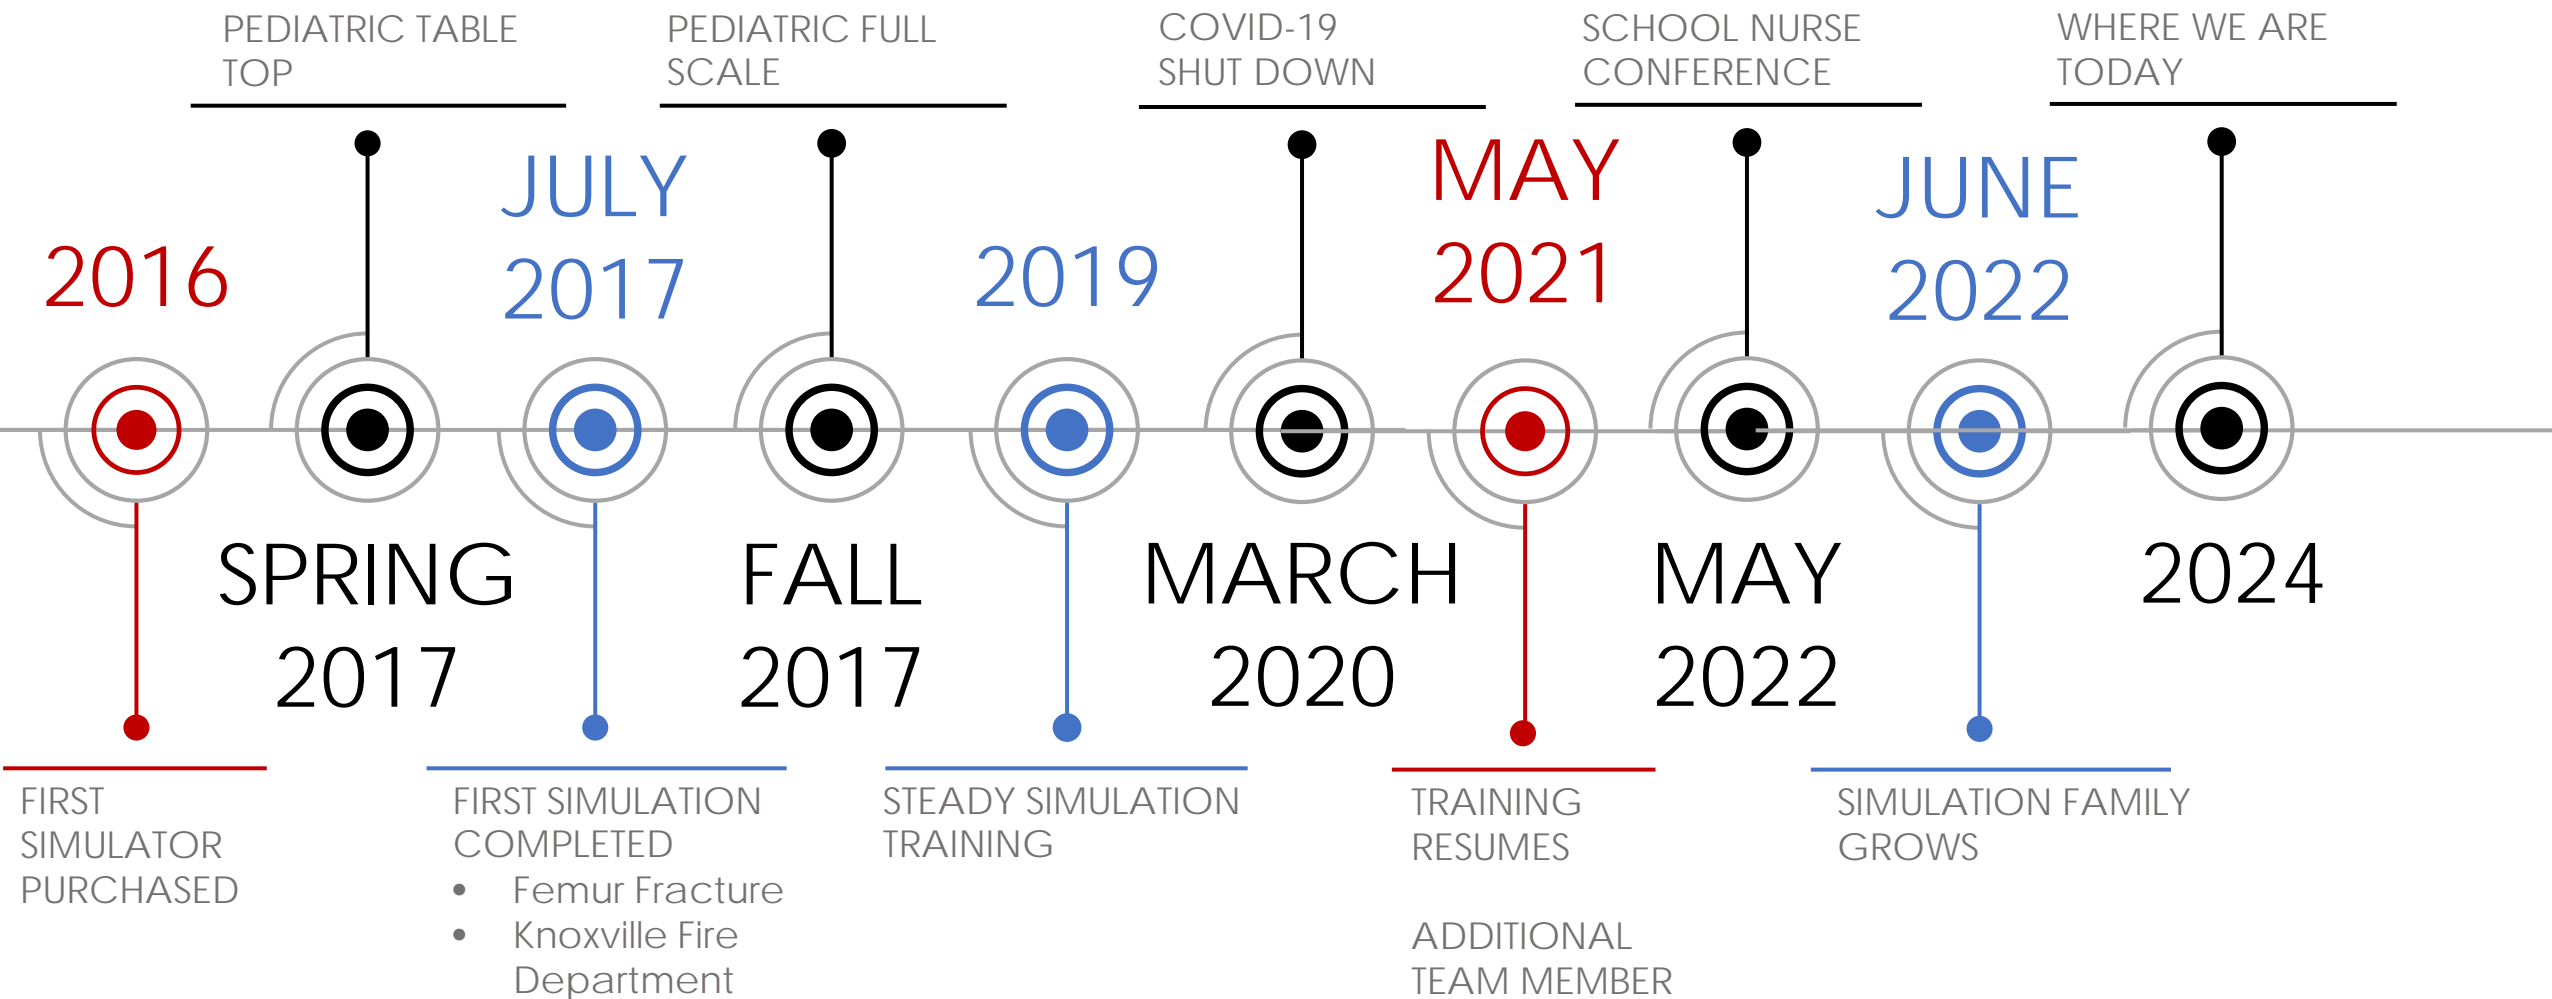 PEDIATRIC TABLE
TOP
PEDIATRIC FULL
SCALE
COVID-19
SHUT DOWN
SCHOOL NURSE
CONFERENCE
WHERE WE ARE
TODAY
2016
JULY
2017
2019
MAY
2021
JUNE
2022
SPRING
2017
FALL
2017
MARCH
2020
MAY
2022
2024
FIRST
SIMULATOR
PURCHASED
FIRST SIMULATION
COMPLETED
• Femur Fracture
• Knoxville Fire
Department
STEADY SIMULATION
TRAINING
TRAINING
RESUMES
ADDITIONAL
TEAM MEMBER
SIMULATION FAMILY
GROWS